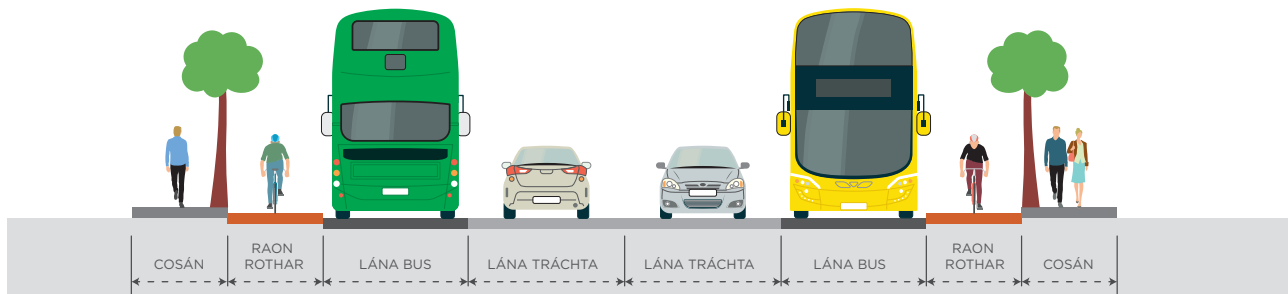 COSÁN
RAON
ROTHAR
LÁNA BUS
LÁNA TRÁCHTA
LÁNA TRÁCHTA
LÁNA BUS
RAON
ROTHAR
COSÁN